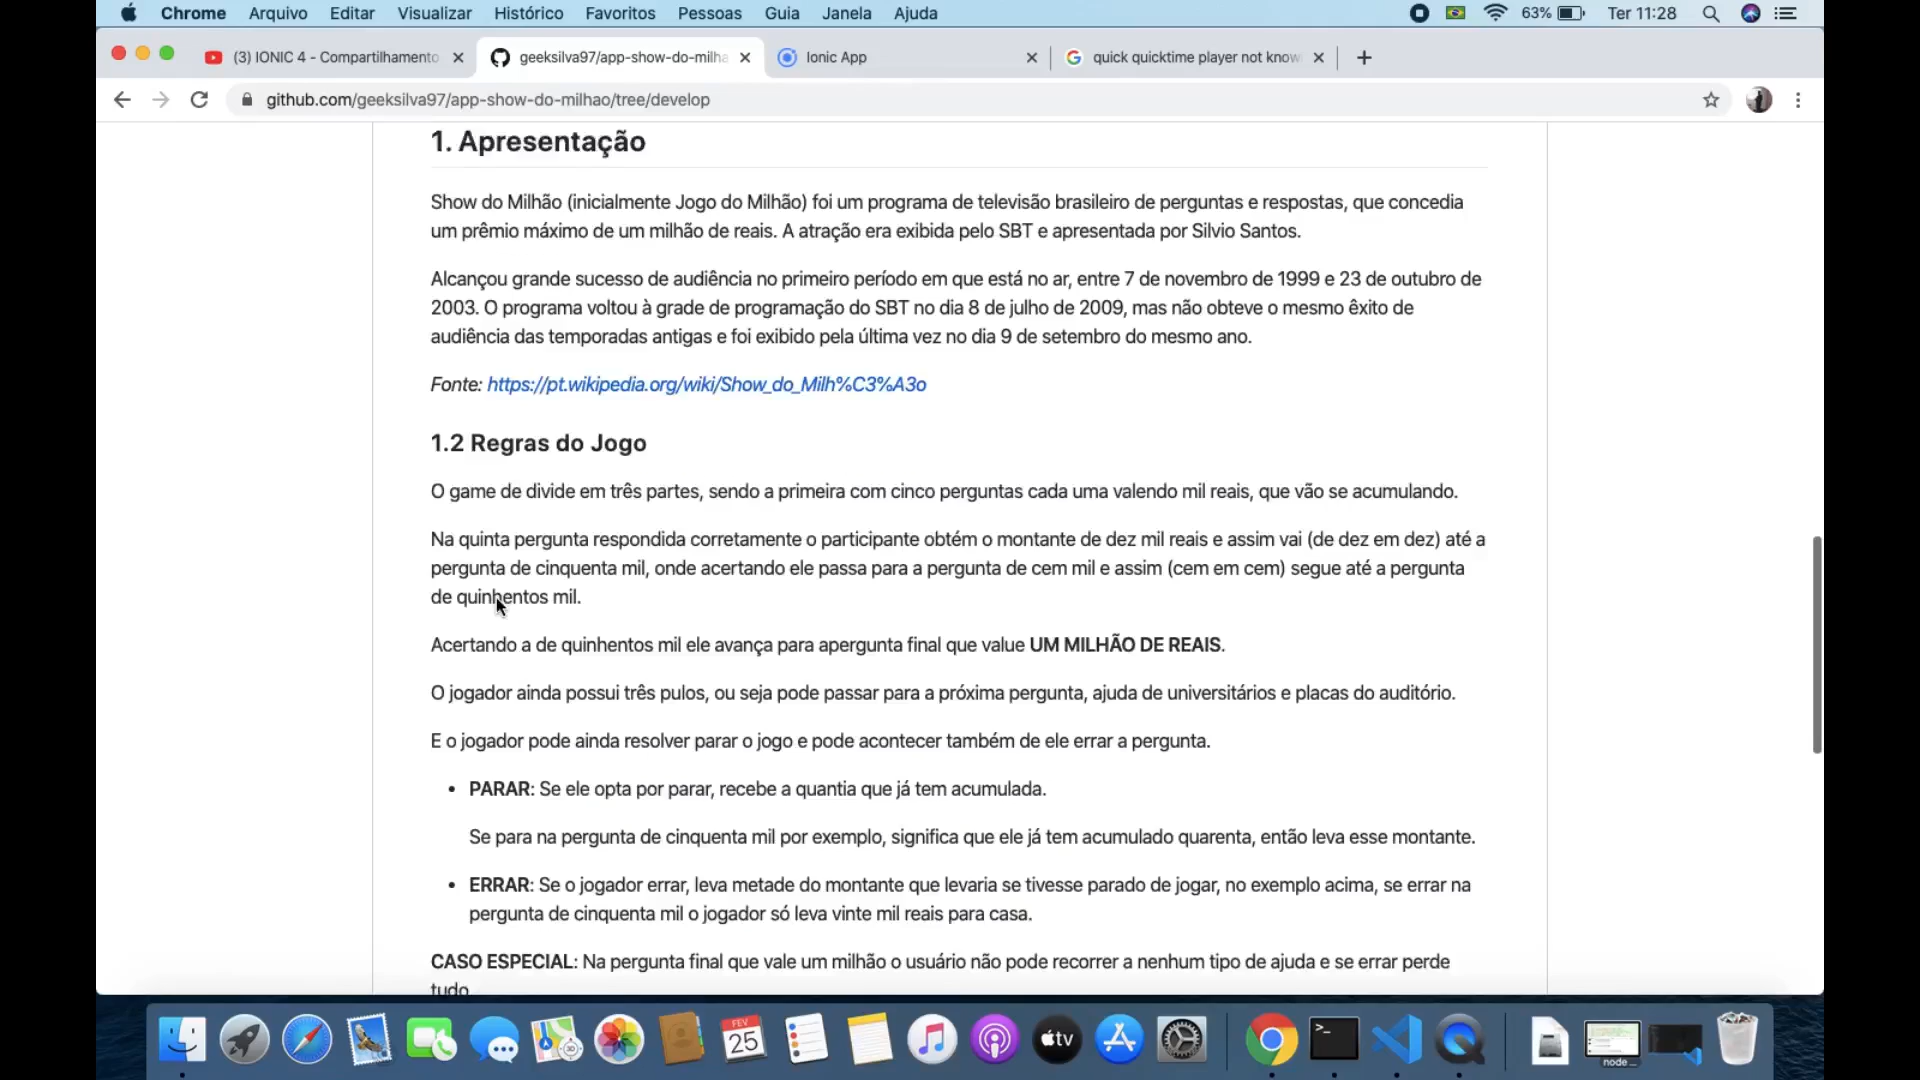 Chrome Arquivo Editar Visualizar Histórico Favoritos Pessoas Guia Janela Ajuda 63% Ter 11:28
(3) IONIC 4 - Compartilhamento geeksilva97/app-show-do-milha Ionic App quick quicktime player not know
github.com/geeksilva97/app-show-do-milhao/tree/develop
1. Apresentação
Show do Milhão (inicialmente Jogo do Milhão) foi um programa de televisão brasileiro de perguntas e respostas, que concedia
um prêmio máximo de um milhão de reais. A atração era exibida pelo SBT e apresentada por Silvio Santos.
Alcançou grande sucesso de audiência no primeiro período em que está no ar, entre 7 de novembro de 1999 e 23 de outubro de
2003. O programa voltou à grade de programação do SBT no dia 8 de julho de 2009, mas não obteve o mesmo êxito de
audiência das temporadas antigas e foi exibido pela última vez no dia 9 de setembro do mesmo ano.
Fonte: https://pt.wikipedia.org/wiki/Show_do_Milh%C3%A3o
1.2 Regras do Jogo
O game de divide em três partes, sendo a primeira com cinco perguntas cada uma valendo mil reais, que vão se acumulando.
Na quinta pergunta respondida corretamente o participante obtém o montante de dez mil reais e assim vai (de dez em dez) até a
pergunta de cinquenta mil, onde acertando ele passa para a pergunta de cem mil e assim (cem em cem) segue até a pergunta
de quinhentos mil.
Acertando a de quinhentos mil ele avança para apergunta final que value UM MILHÃO DE REAIS.
O jogador ainda possui três pulos, ou seja pode passar para a próxima pergunta, ajuda de universitários e placas do auditório.
E o jogador pode ainda resolver parar o jogo e pode acontecer também de ele errar a pergunta.
• PARAR: Se ele opta por parar, recebe a quantia que já tem acumulada.
Se para na pergunta de cinquenta mil por exemplo, significa que ele já tem acumulado quarenta, então leva esse montante.
• ERRAR: Se o jogador errar, leva metade do montante que levaria se tivesse parado de jogar, no exemplo acima, se errar na
pergunta de cinquenta mil o jogador só leva vinte mil reais para casa.
CASO ESPECIAL: Na pergunta final que vale um milhão o usuário não pode recorrer a nenhum tipo de ajuda e se errar perde
tudo
FEV
25
tv
>_
node